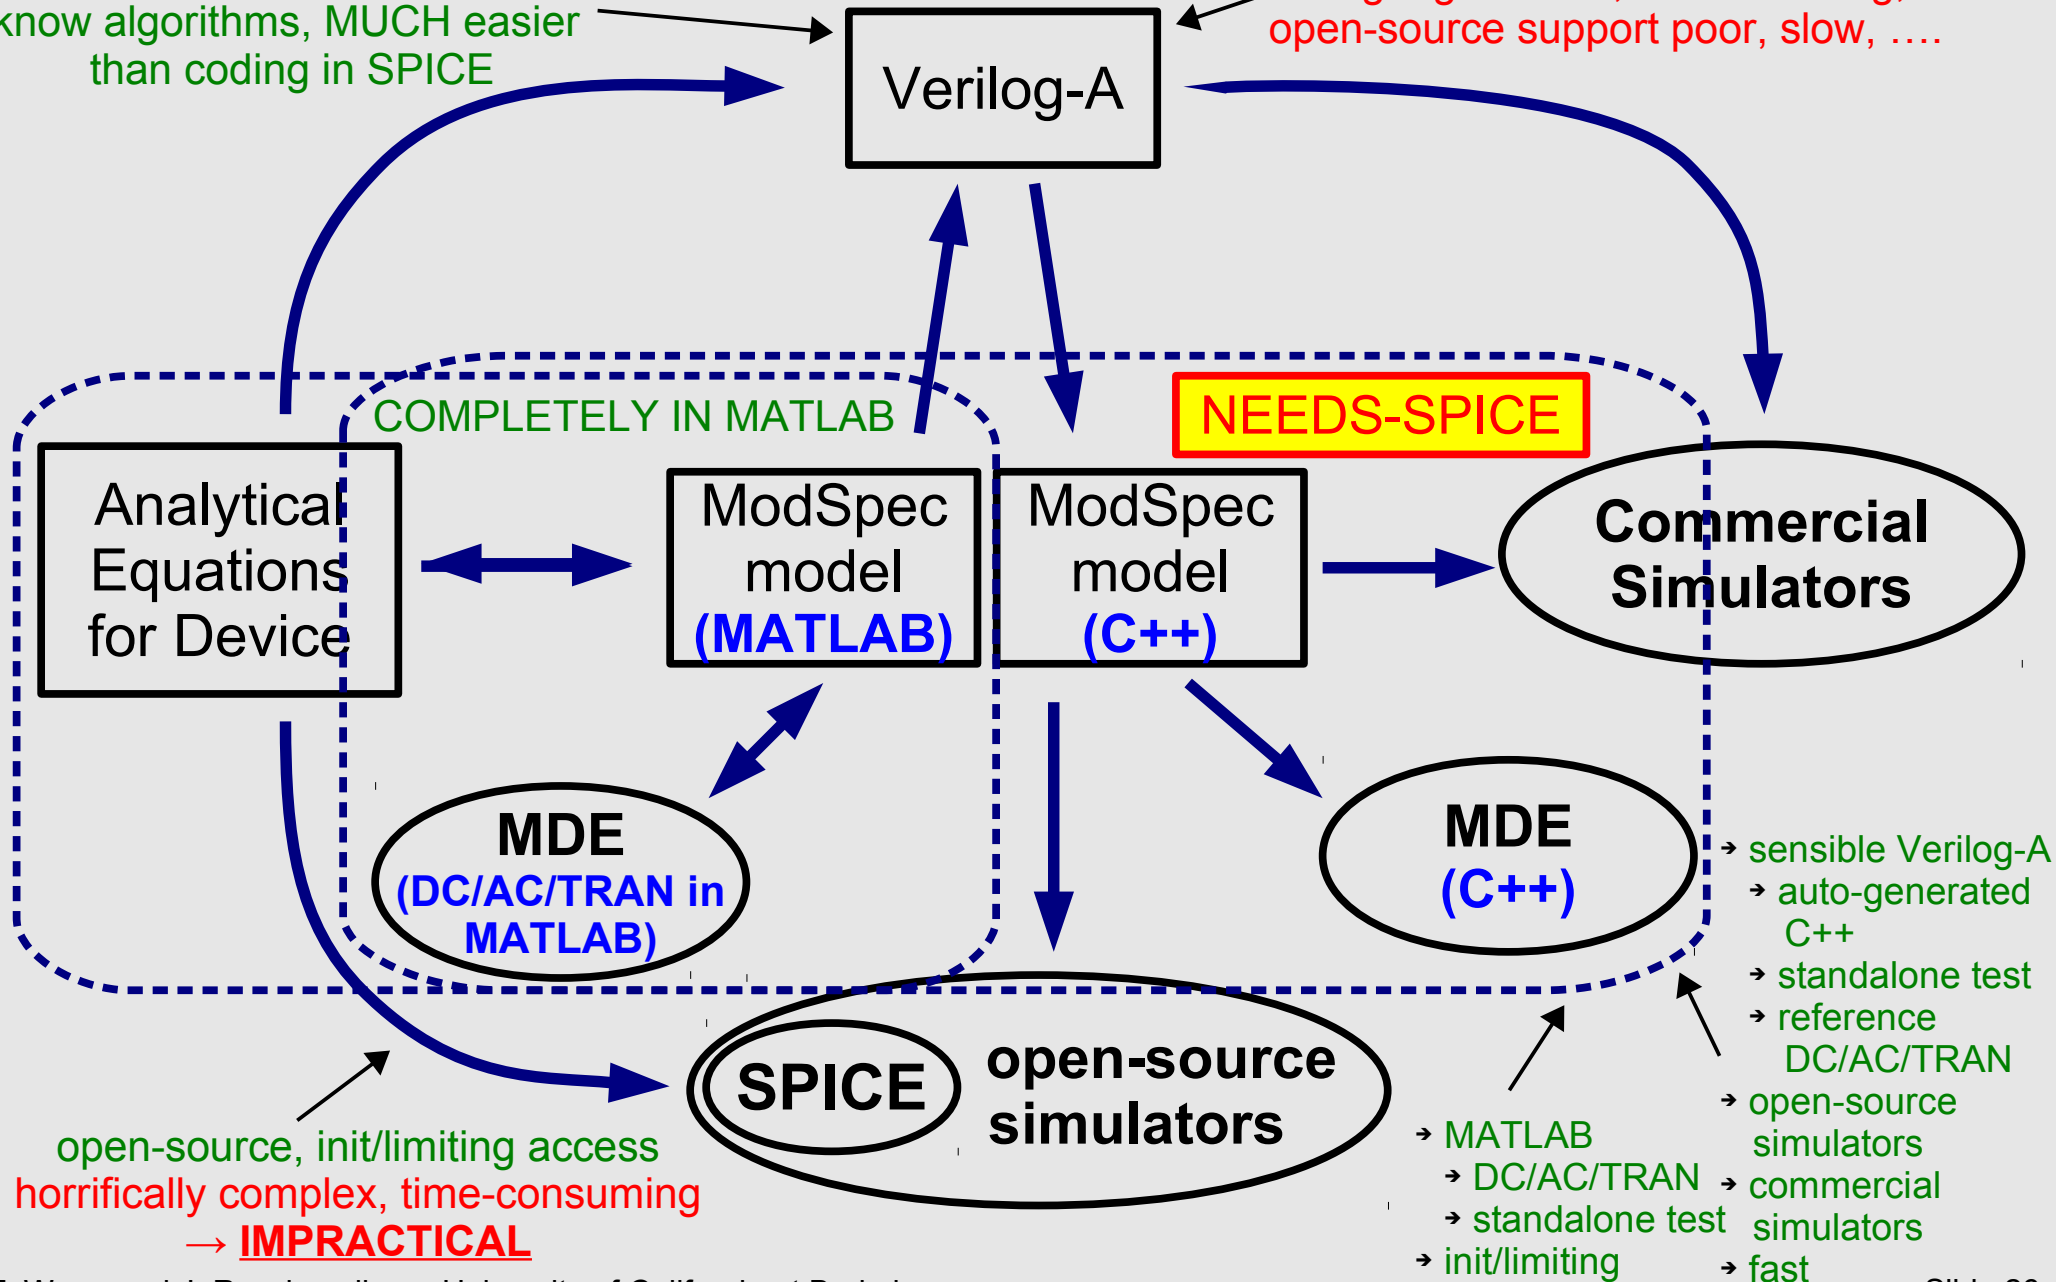 know algorithms, MUCH easier
than coding in SPICE
open-source support poor, slow, ….
Verilog-A
COMPLETELY IN MATLAB
NEEDS-SPICE
Analytical
Equations
for Device
ModSpec
model
(MATLAB)
ModSpec
model
(C++)
Commercial
Simulators
MDE
(DC/AC/TRAN in
MATLAB)
MDE
(C++)
SPICE
open-source
simulators
open-source, init/limiting access
horrifically complex, time-consuming
→ IMPRACTICAL
➔ MATLAB
➔ DC/AC/TRAN
➔ standalone test
➔ init/limiting
➔ sensible Verilog-A
➔ auto-generated
C++
➔ standalone test
➔ reference
DC/AC/TRAN
➔ open-source
simulators
➔ commercial
simulators
➔ fast